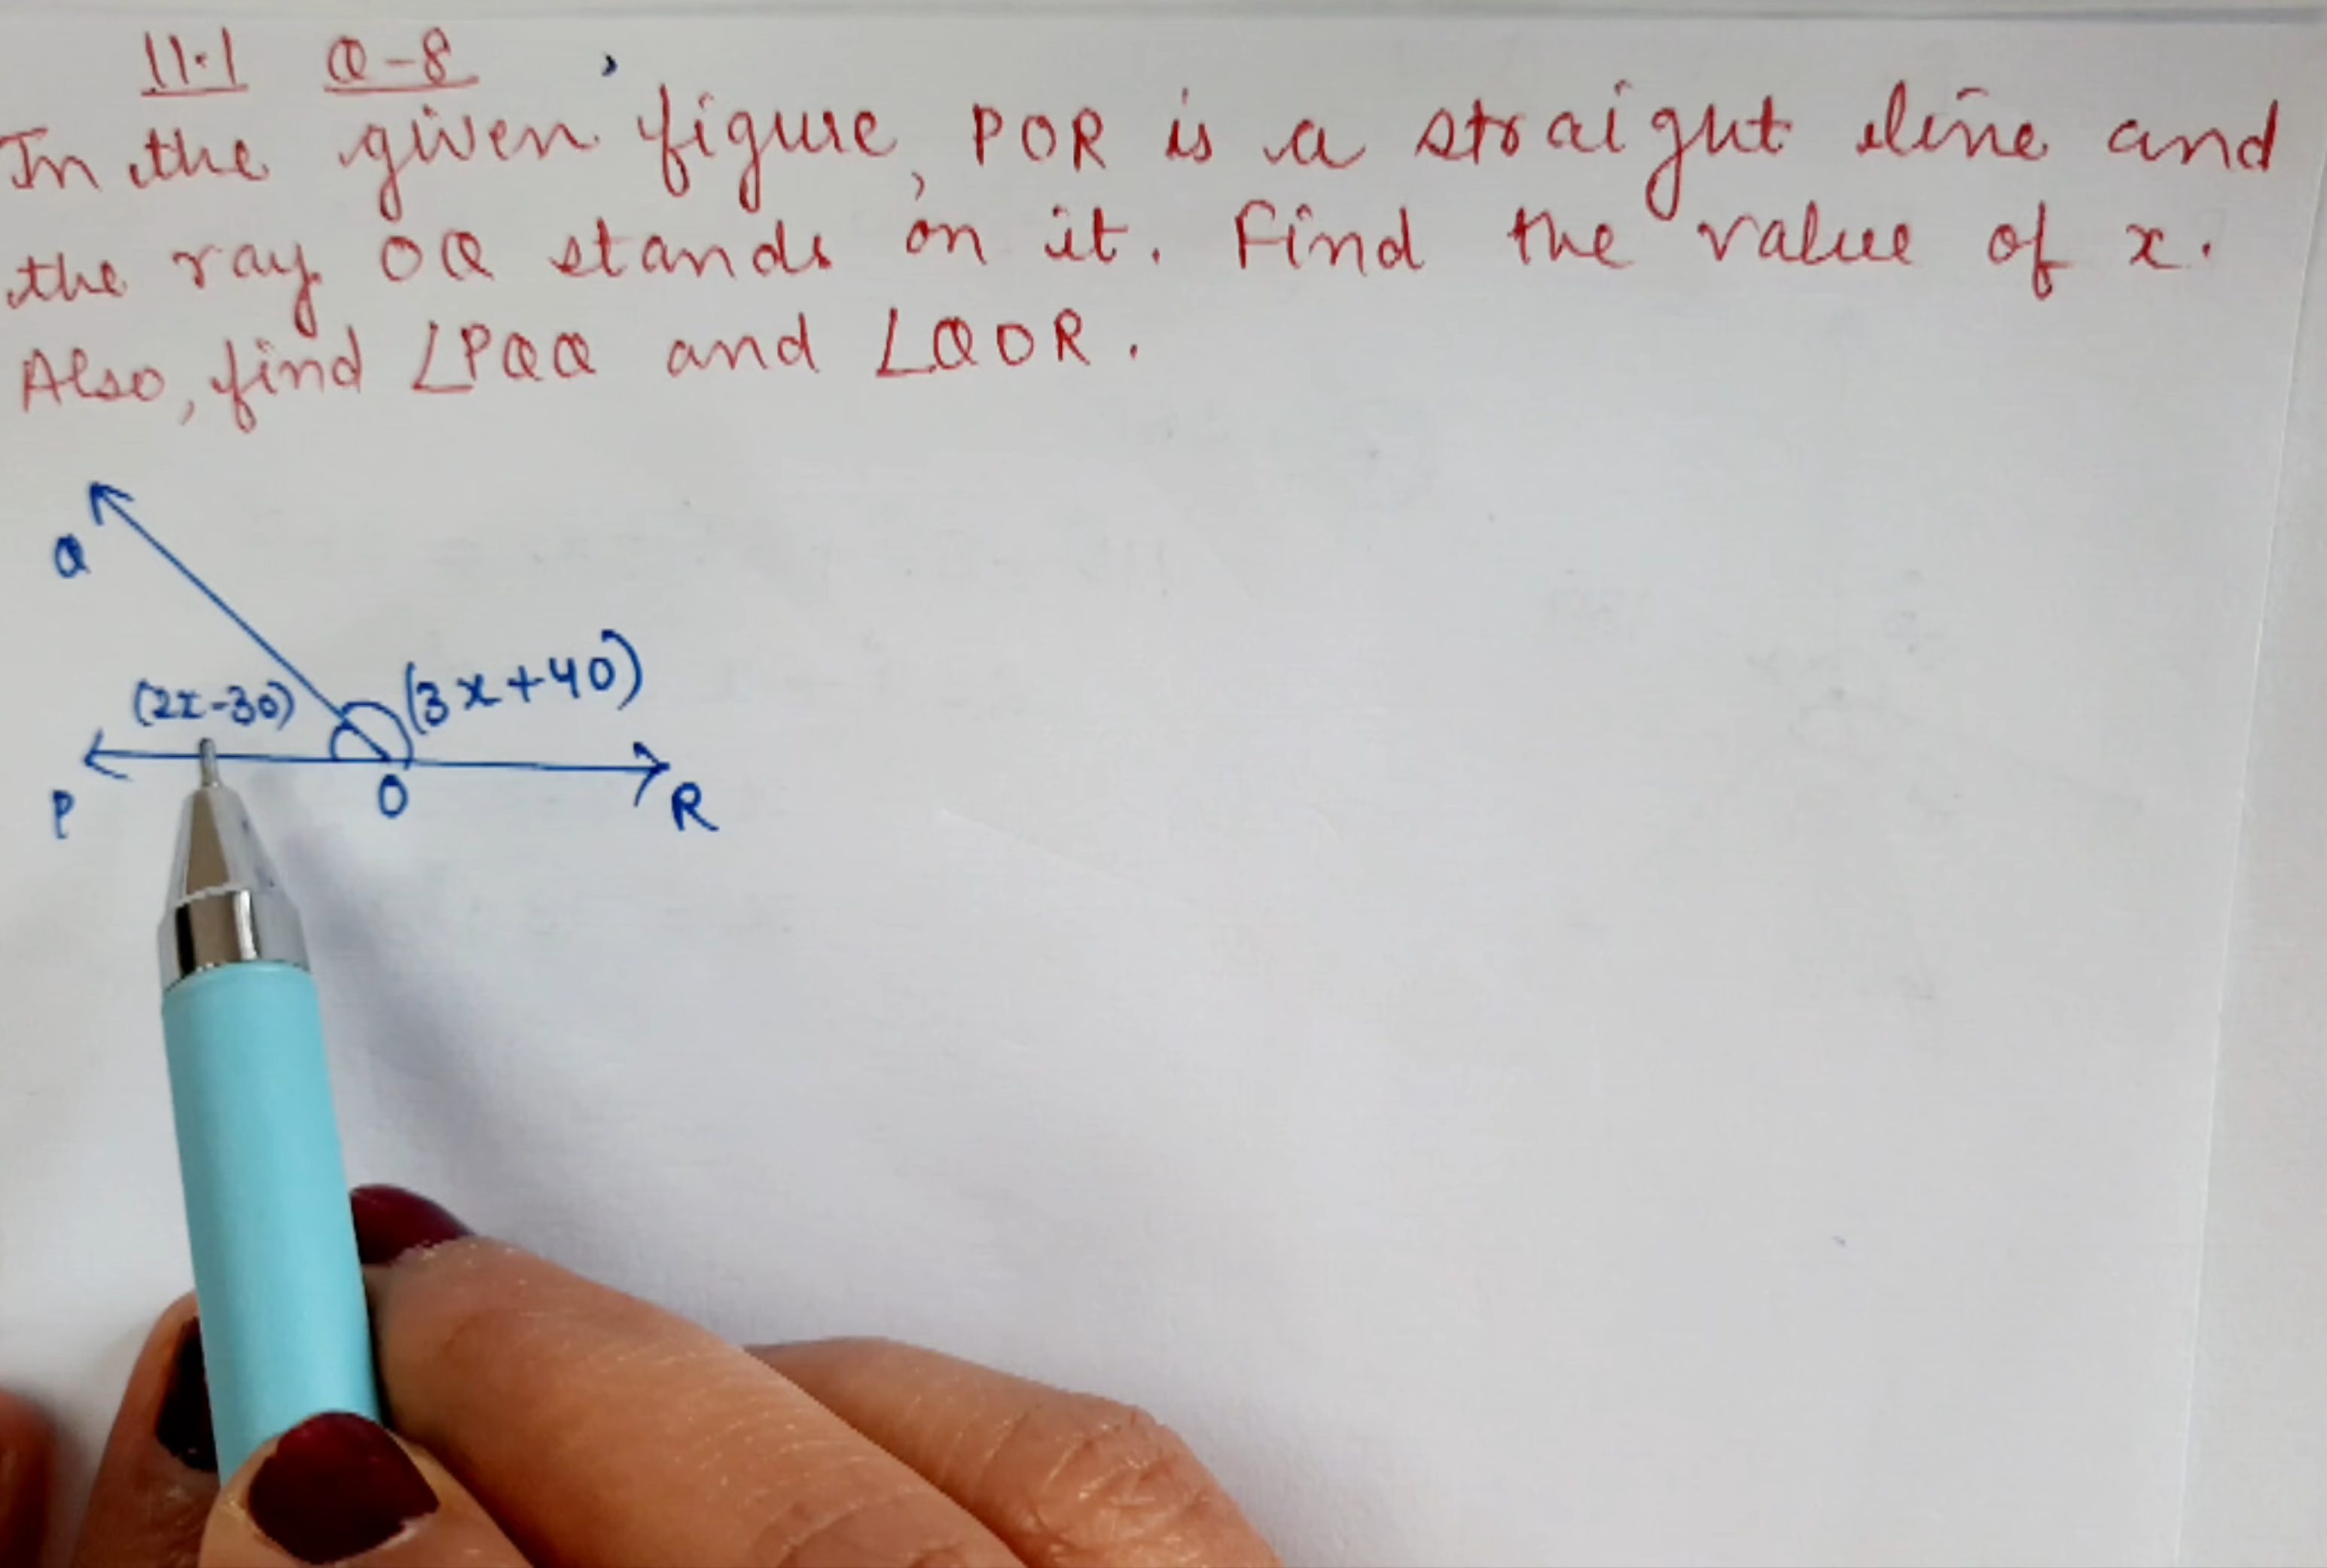 11.1 Q-8
In the given figure, POR is a straight line and
the ray OQ stands on it. Find the value of x.
Also, find ∠PQQ and ∠QOR.
Q
(2x-30) (3x+40)
P O R